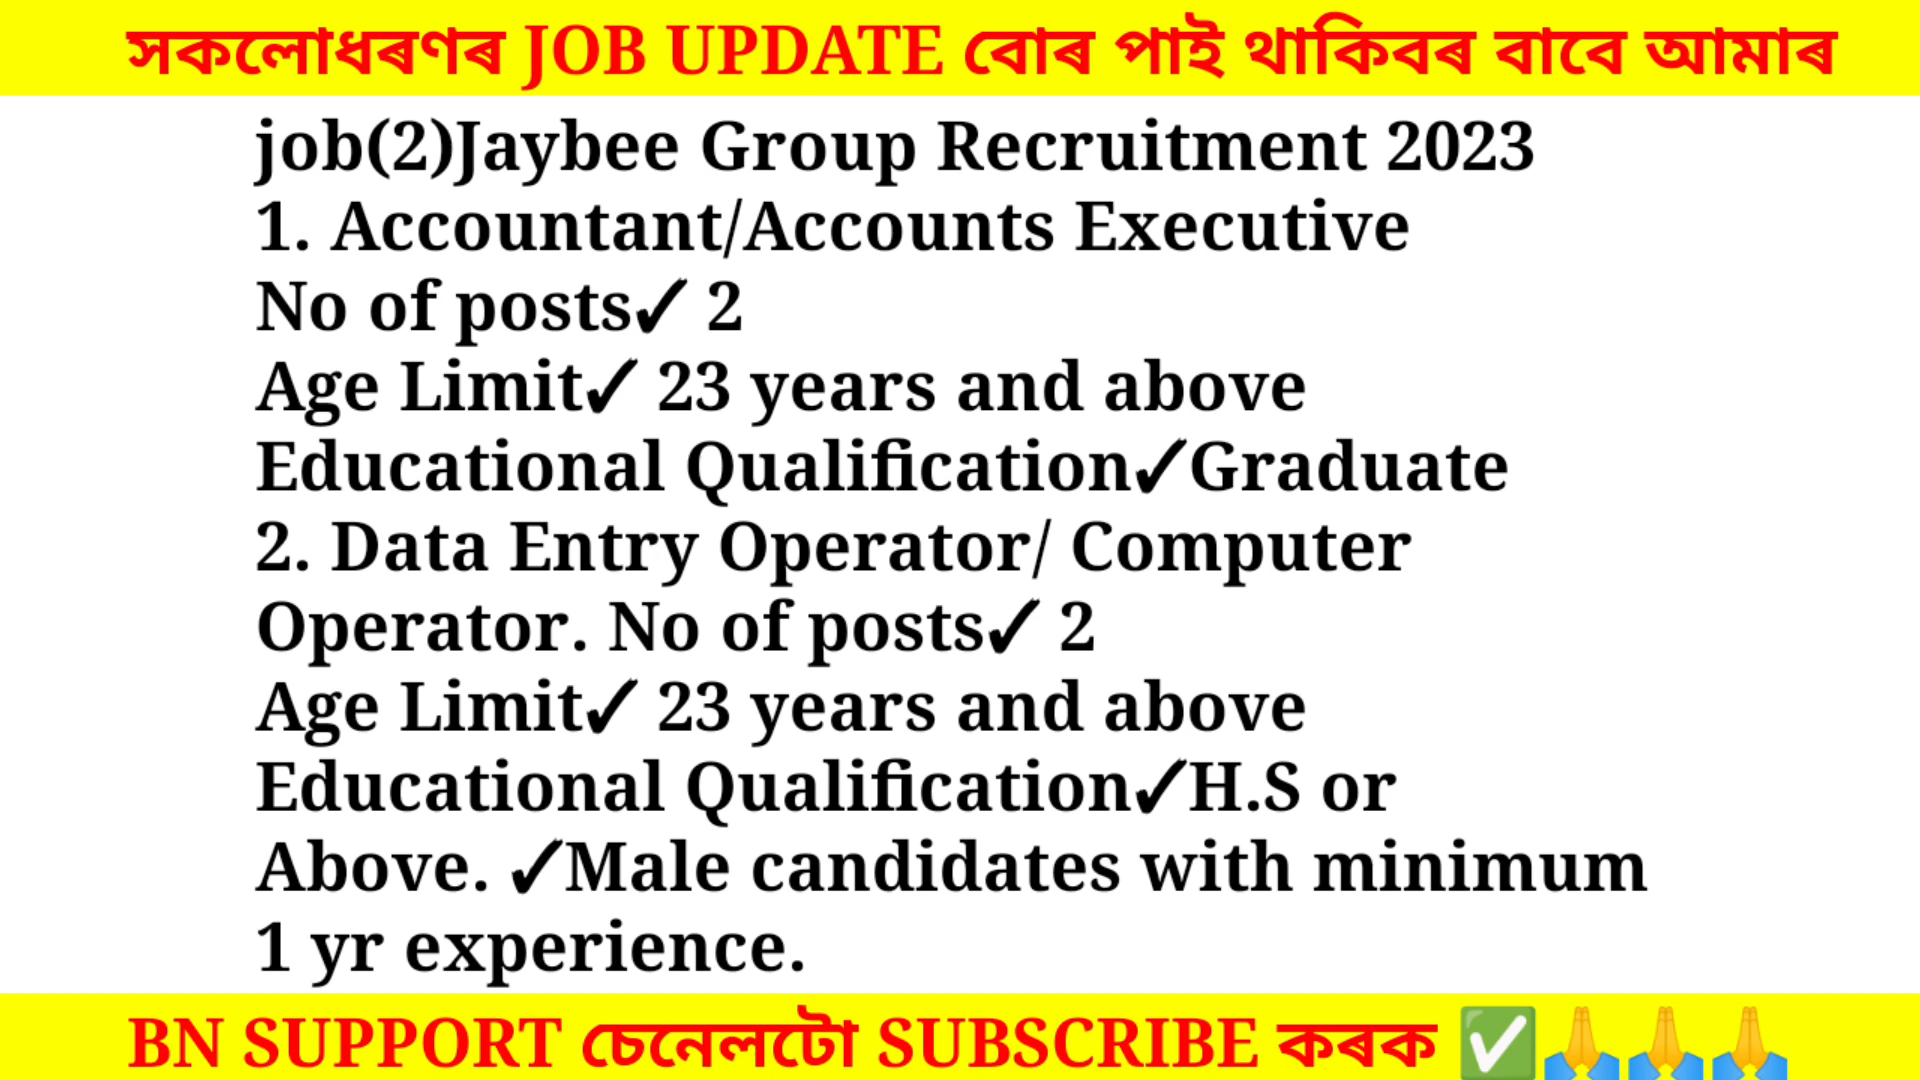 সকলোধৰণৰ JOB UPDATE বোৰ পাই থাকিবৰ বাবে আমাৰ
job(2)Jaybee Group Recruitment 2023
1. Accountant/Accounts Executive
No of posts✓ 2
Age Limit✓ 23 years and above
Educational Qualification✓Graduate
2. Data Entry Operator/ Computer
Operator. No of posts✓ 2
Age Limit✓ 23 years and above
Educational Qualification✓H.S or
Above. ✓Male candidates with minimum
1 yr experience.
BN SUPPORT চেনেলটো SUBSCRIBE কৰক ✅🙏🙏🙏